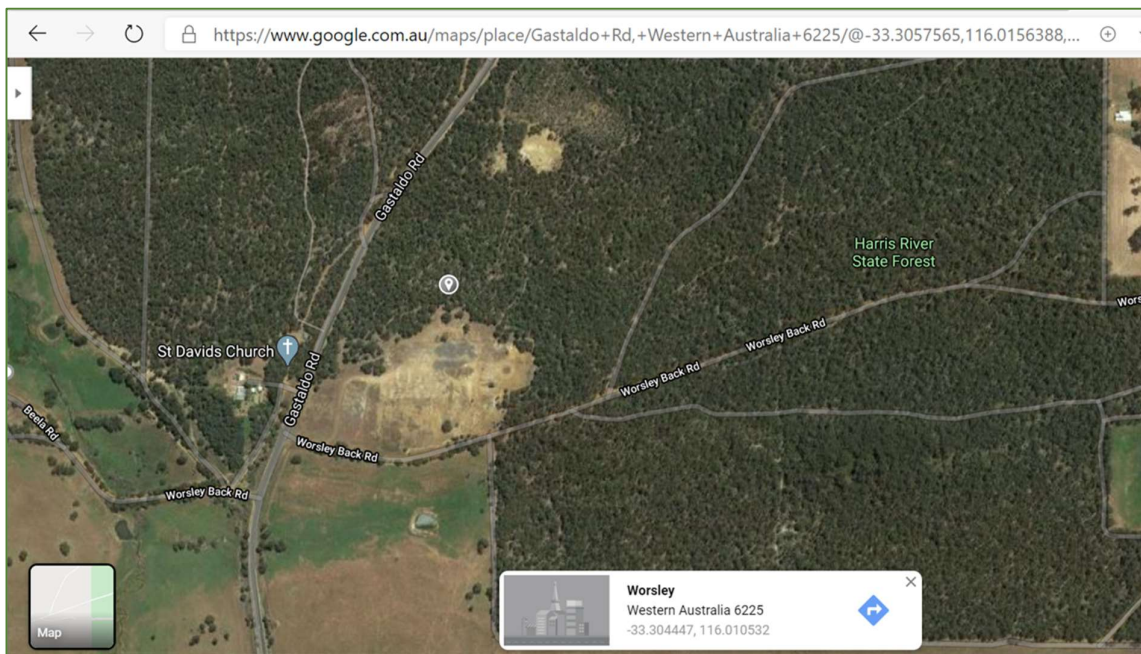 https://www.google.com.au/maps/place/Gastaldo+Rd,+Western+Australia+6225/@-33.3057565,116.0156388,...
Gastaldo Rd
Harris River
State Forest
Wors
Worsley Back Rd
St Davids Church
Gastaldo Rd
Worsley Back Rd
Beela Rd
Worsley Back Rd
Worsley Back Rd
Map
Worsley
Western Australia 6225
-33.304447, 116.010532